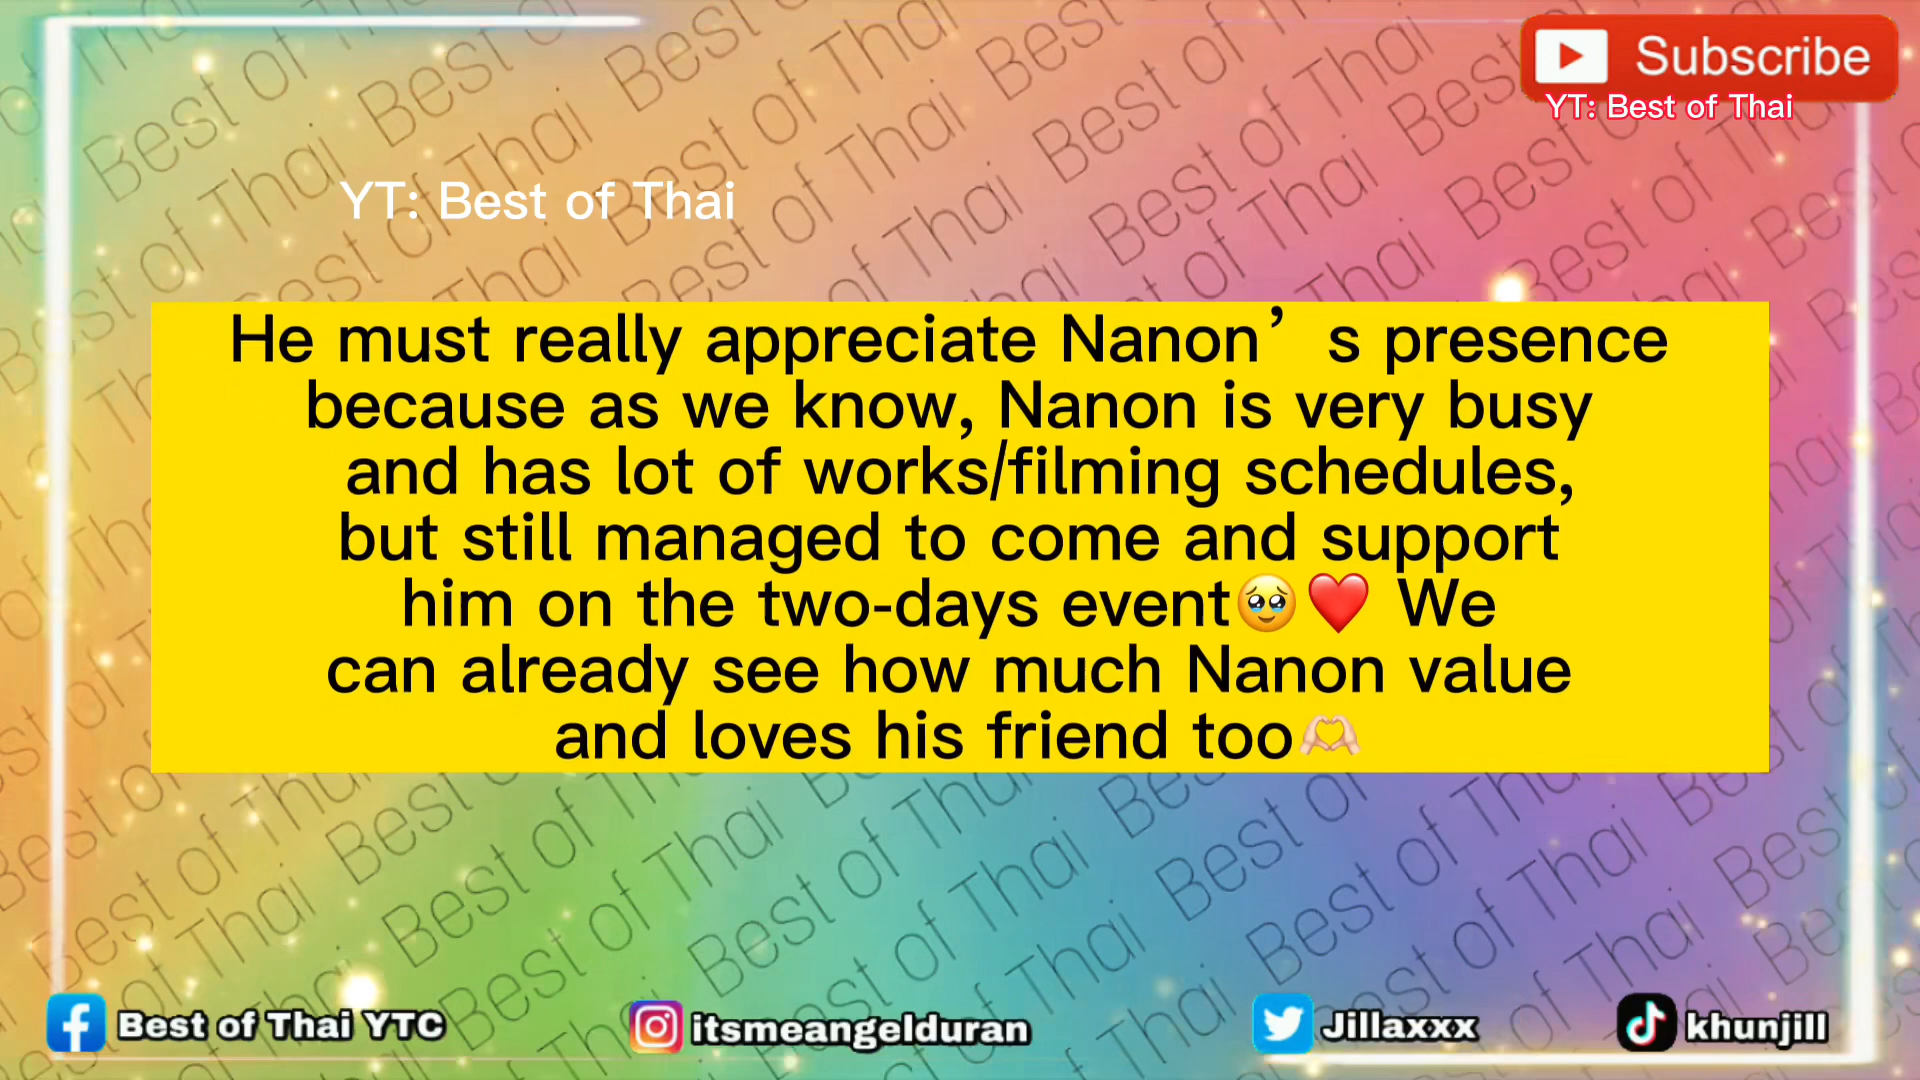 Subscribe
YT: Best of Thai
YT: Best of Thai
He must really appreciate Nanon’s presence
because as we know, Nanon is very busy
and has lot of works/filming schedules,
but still managed to come and support
him on the two-days event🥹❤️ We
can already see how much Nanon value
and loves his friend too🫶🏻
Best of Thai YTC
itsmeangelduran
Jillaxxx
khunjill